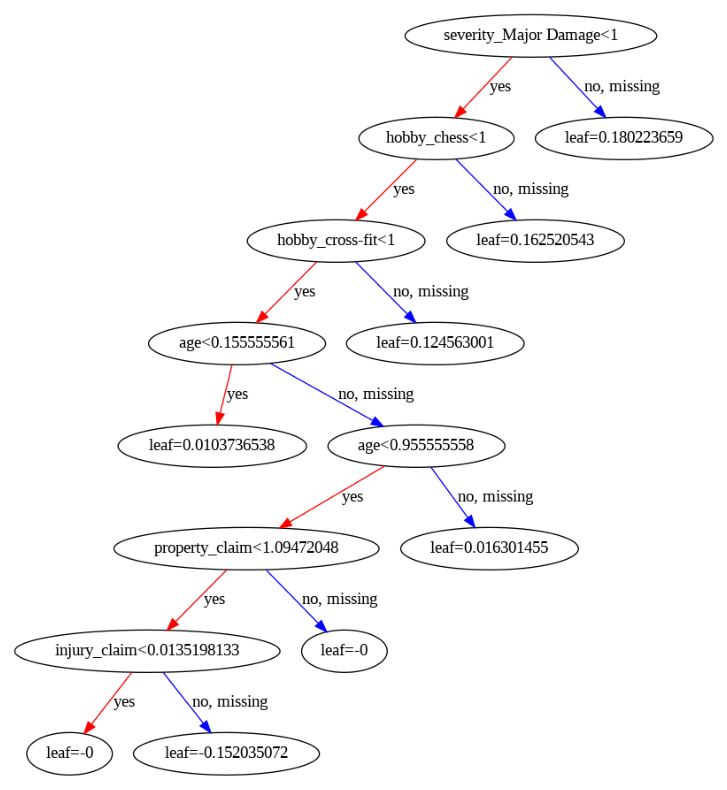 severity_Major Damage<1
yes
no, missing
hobby_chess<1
leaf=0.180223659
yes
no, missing
hobby_cross-fit<1
leaf=0.162520543
yes
no, missing
age<0.155555561
leaf=0.124563001
yes
no, missing
leaf=0.0103736538
age<0.955555558
yes
no, missing
property_claim<1.09472048
leaf=0.016301455
yes
no, missing
injury_claim<0.0135198133
leaf=-0
yes
no, missing
leaf=-0
leaf=-0.152035072